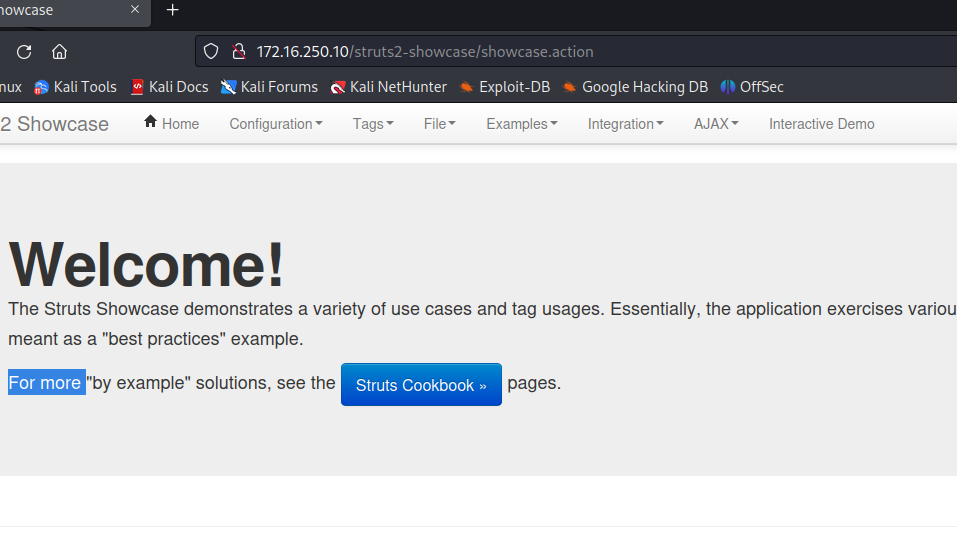 howcase
172.16.250.10/struts2-showcase/showcase.action
nux Kali Tools Kali Docs Kali Forums Kali NetHunter Exploit-DB Google Hacking DB OffSec
2 Showcase Home Configuration Tags File Examples Integration AJAX Interactive Demo
Welcome!
The Struts Showcase demonstrates a variety of use cases and tag usages. Essentially, the application exercises variou
meant as a "best practices" example.
For more "by example" solutions, see the Struts Cookbook » pages.